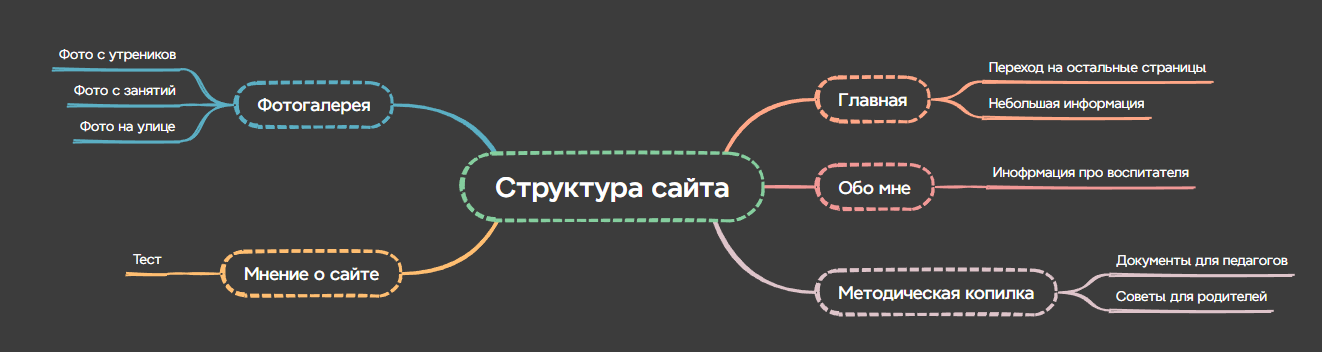 Структура сайта
Главная
Переход на остальные страницы
Небольшая информация
Обо мне
Инофрмация про воспитателя
Методическая копилка
Документы для педагогов
Советы для родителей
Фотогалерея
Фото с утреников
Фото с занятий
Фото на улице
Мнение о сайте
Тест